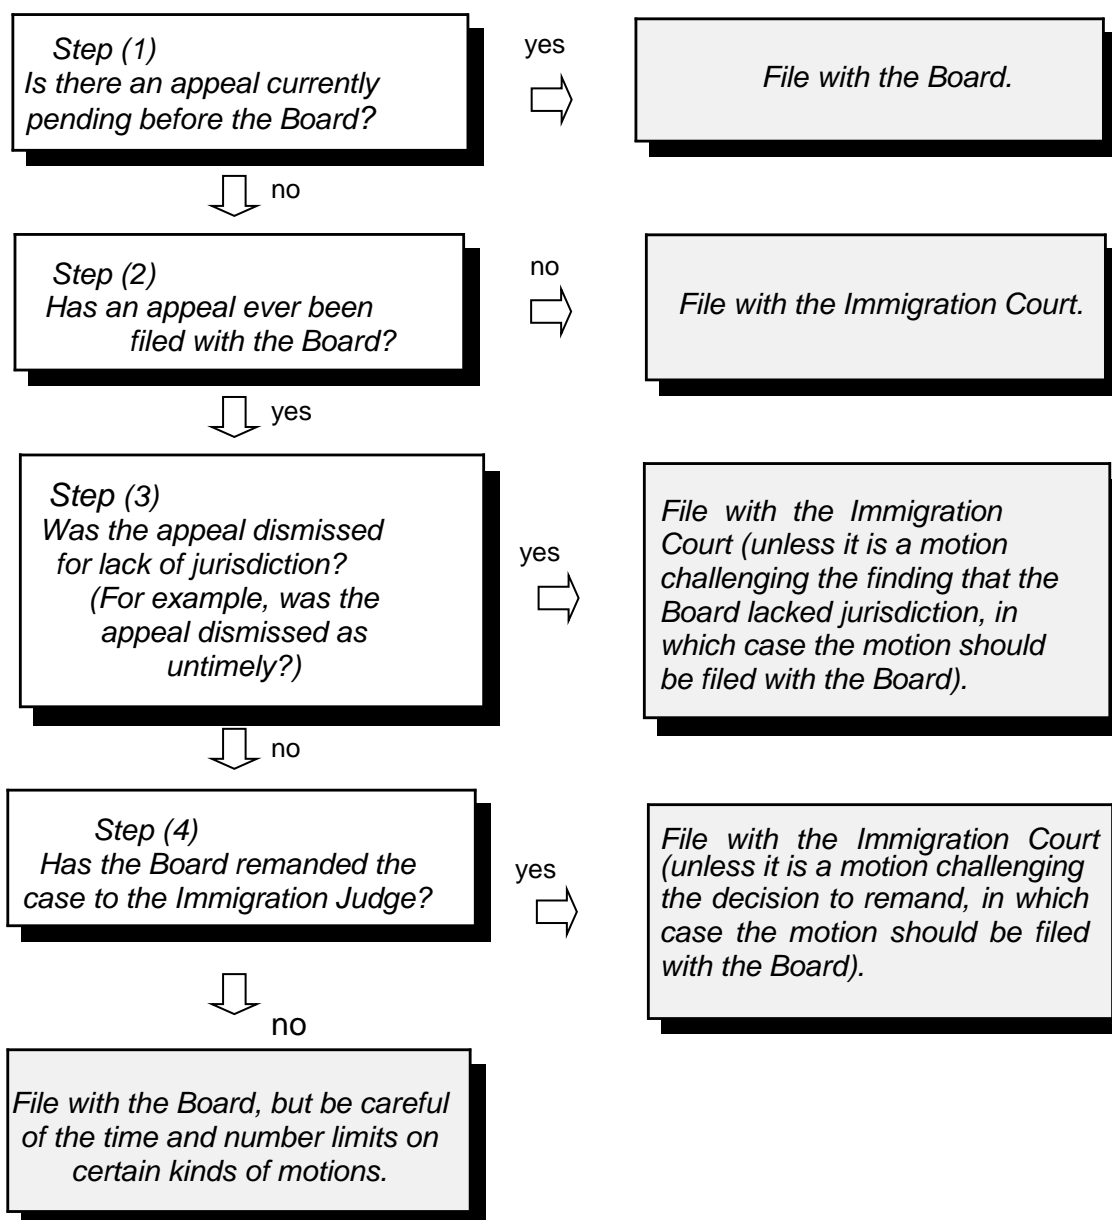 Step (1)
Is there an appeal currently
pending before the Board?
yes
File with the Board.
no
Step (2)
Has an appeal ever been
filed with the Board?
no
File with the Immigration Court.
yes
Step (3)
Was the appeal dismissed
for lack of jurisdiction?
(For example, was the
appeal dismissed as
untimely?)
yes
File with the Immigration
Court (unless it is a motion
challenging the finding that the
Board lacked jurisdiction, in
which case the motion should
be filed with the Board).
no
Step (4)
Has the Board remanded the
case to the Immigration Judge?
yes
File with the Immigration Court
(unless it is a motion challenging
the decision to remand, in which
case the motion should be filed
with the Board).
no
File with the Board, but be careful
of the time and number limits on
certain kinds of motions.